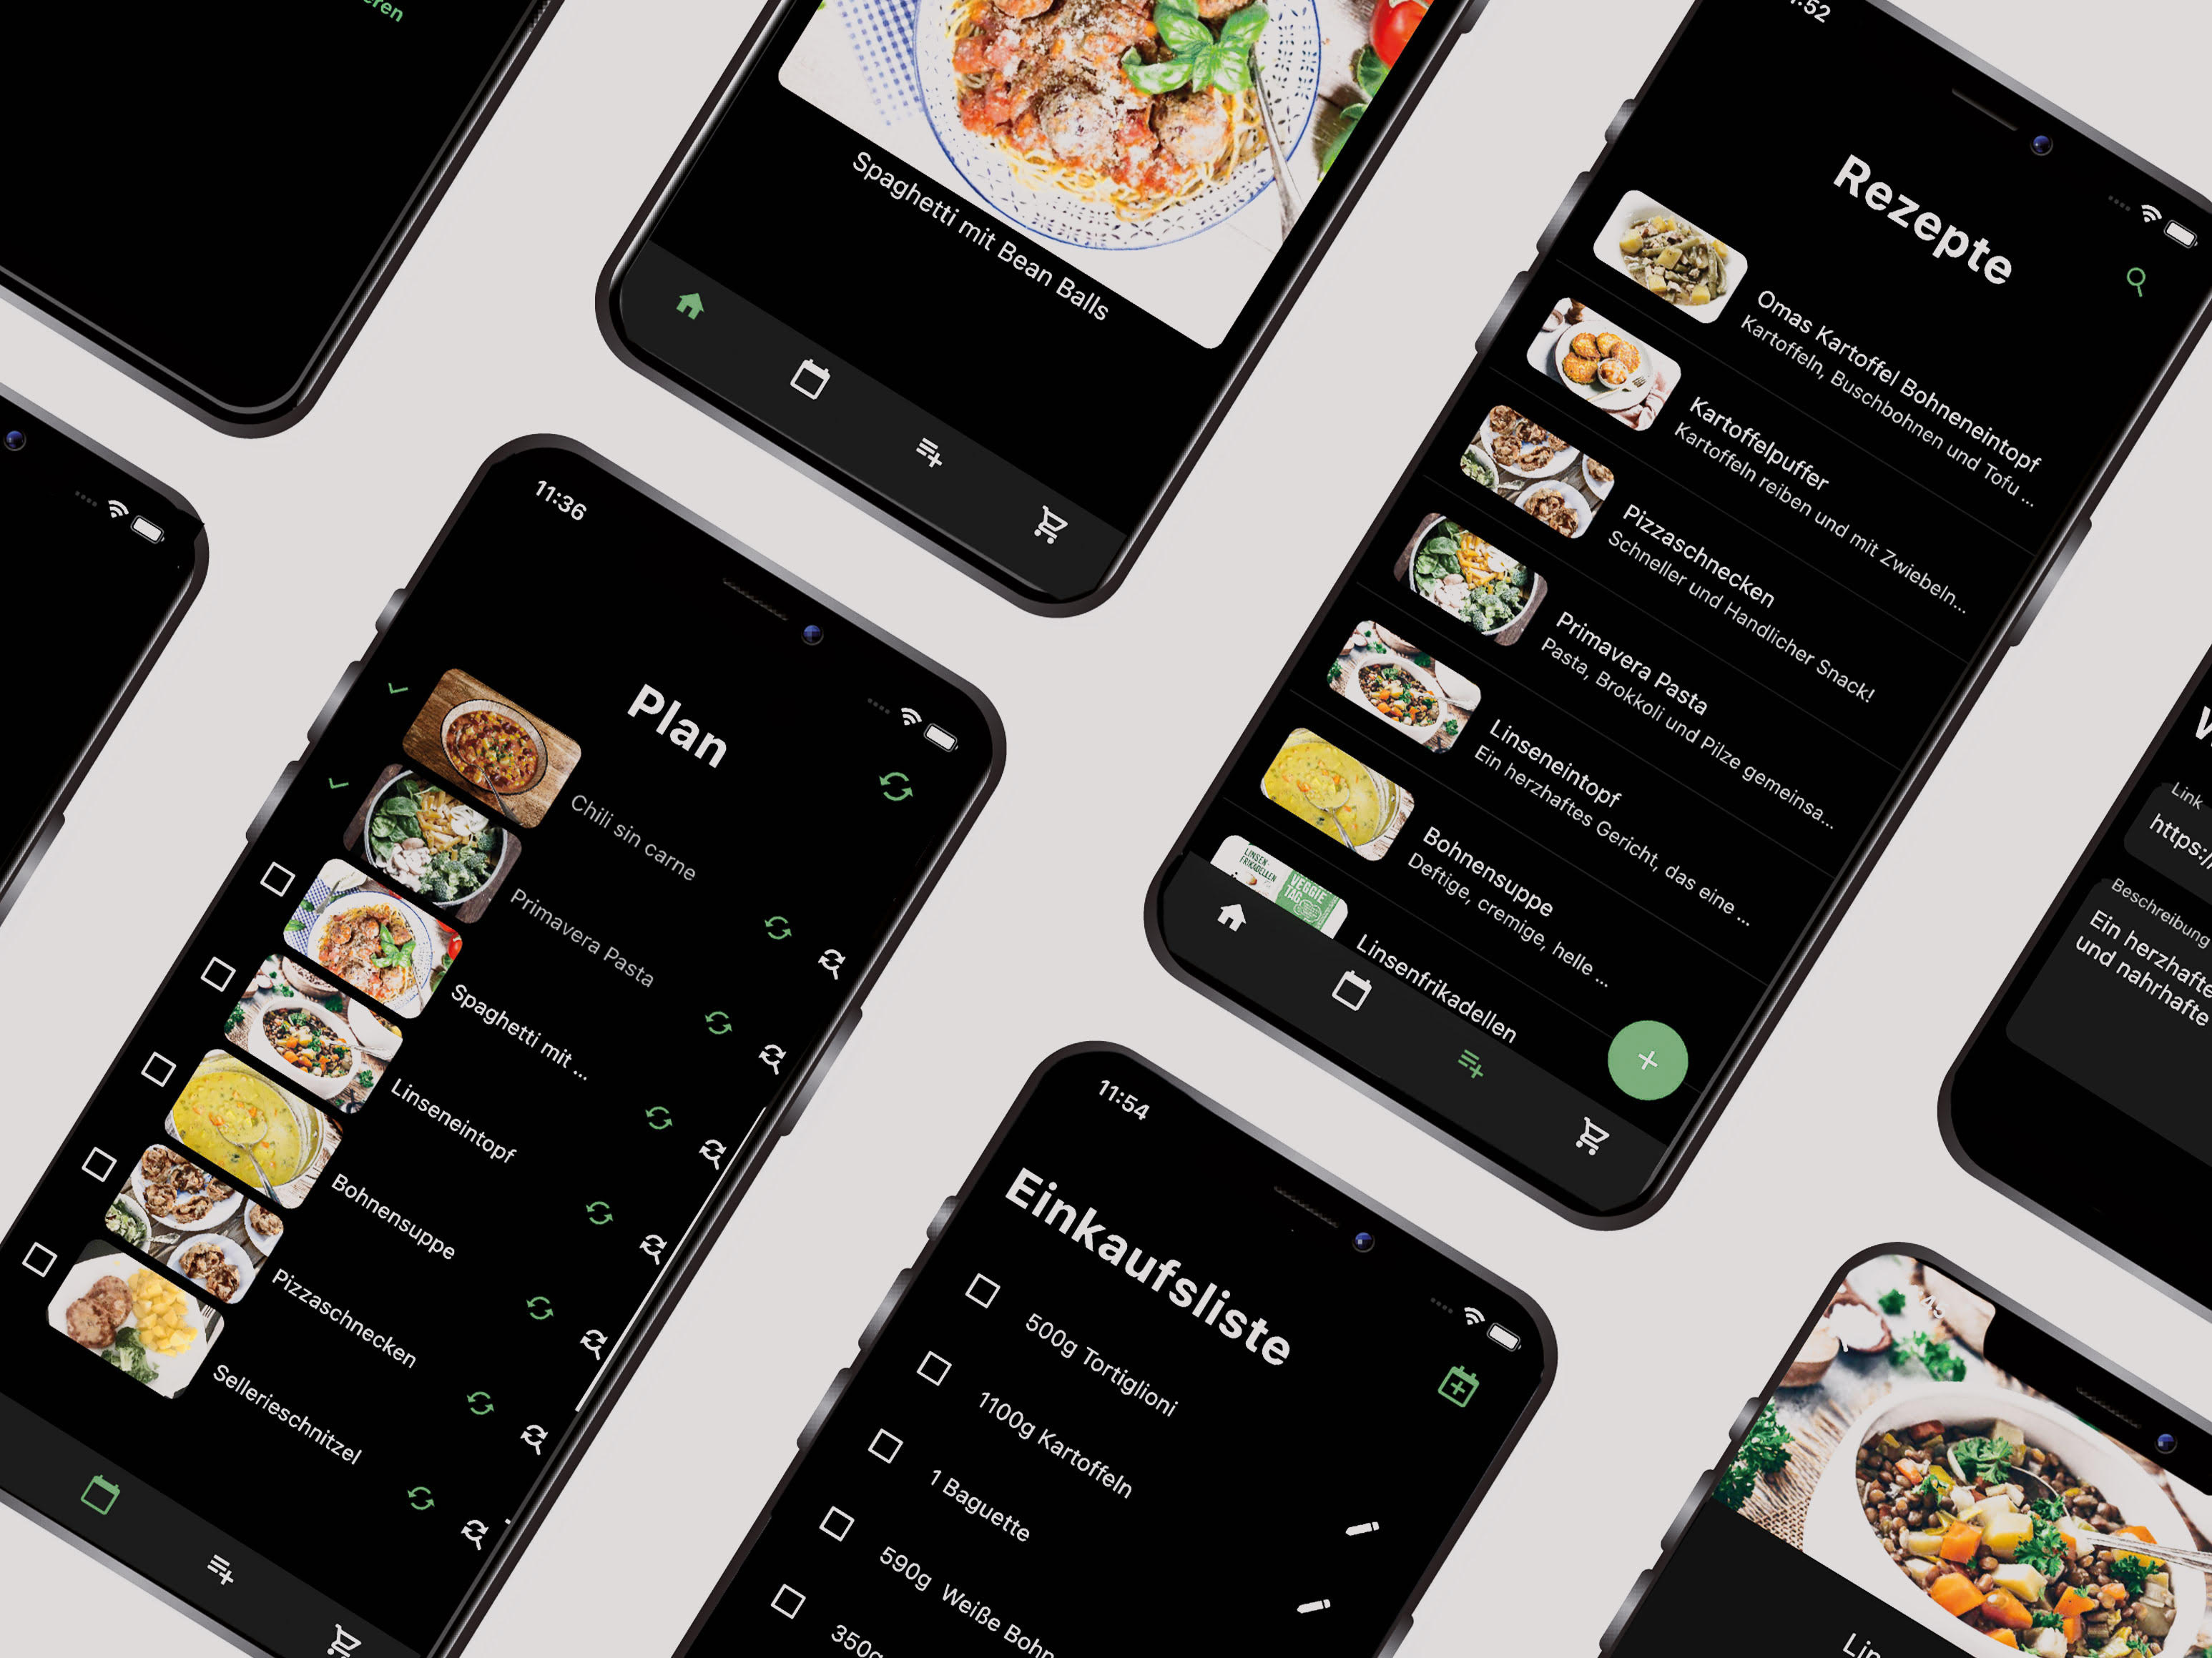 Spaghetti mit Bean Balls
Rezepte
Omas Kartoffel Bohneneintopf
Kartoffeln, Buschbohnen und Tofu ...
Kartoffelpuffer
Kartoffeln reiben und mit Zwiebeln...
Pizzaschnecken
Schneller und Handlicher Snack!
Primavera Pasta
Pasta, Brokkoli und Pilze gemeinsa...
Linseneintopf
Ein herzhaftes Gericht, das eine ...
Bohnensuppe
Deftige, cremige, helle ...
LINSEN-
FRIKADELLEN
VEGGIE
TAG
Linsenfrikadellen
11:36
Plan
Chili sin carne
Primavera Pasta
Spaghetti mit ...
Linseneintopf
Bohnensuppe
Pizzaschnecken
Sellerieschnitzel
11:54
Einkaufsliste
500g Tortiglioni
1100g Kartoffeln
1 Baguette
590g Weiße Bohn
350g
Link
https:/
Beschreibung
Ein herzhafte
und nahrhafte